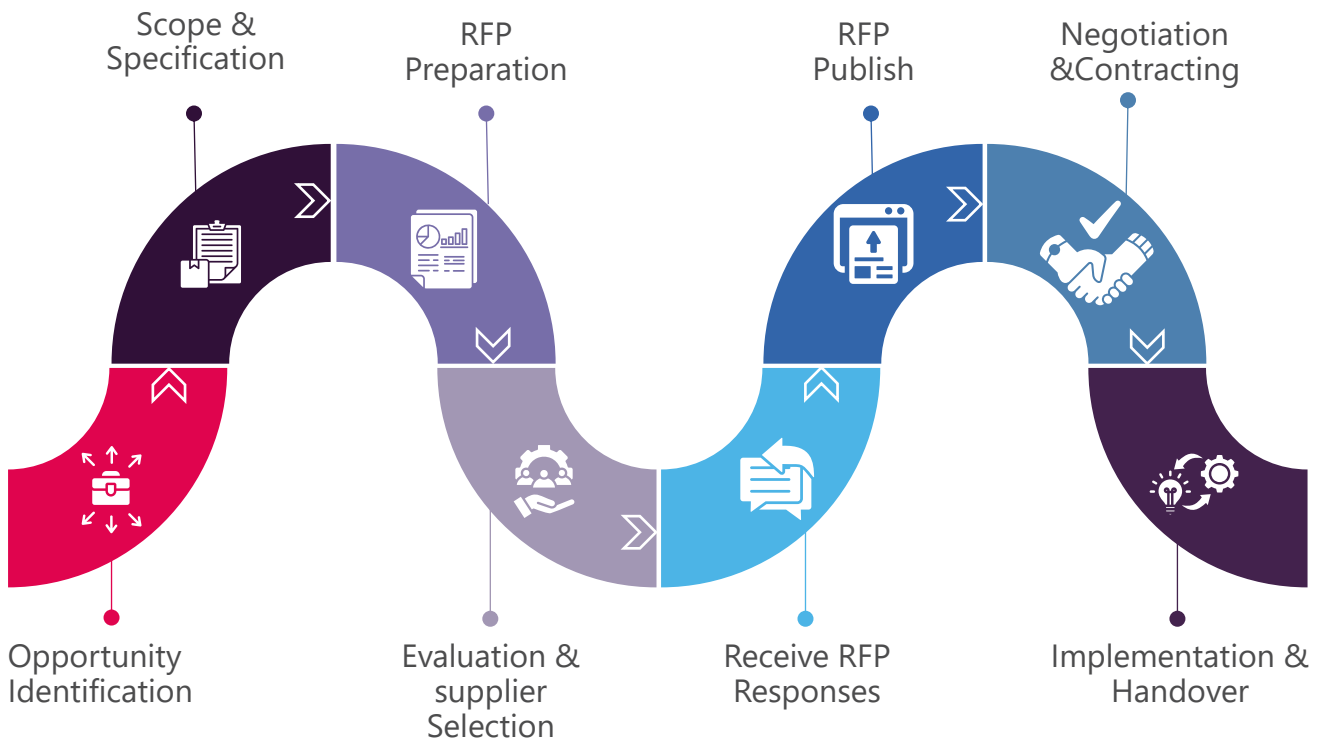 Scope &
Specification
RFP
Preparation
RFP
Publish
Negotiation
&Contracting
Opportunity
Identification
Evaluation &
supplier
Selection
Receive RFP
Responses
Implementation &
Handover